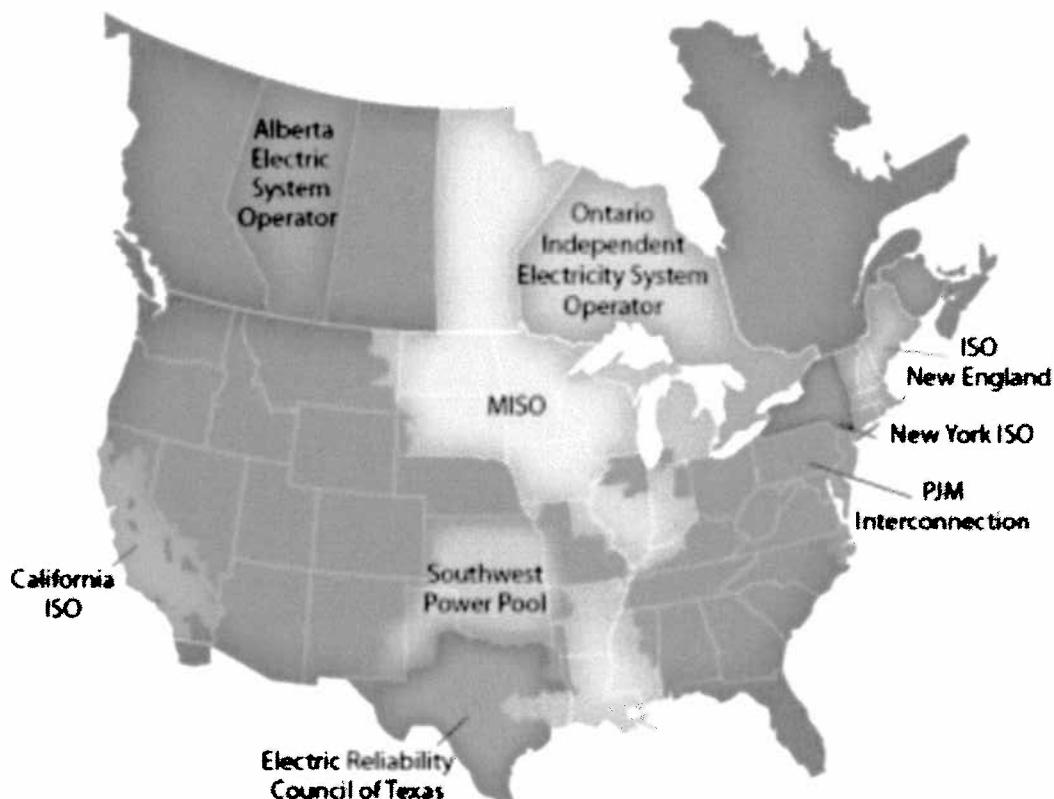 Alberta
Electric
System
Operator
Ontario
Independent
Electricity System
Operator
ISO
New England
MISO
New York ISO
PJM
Interconnection
California
ISO
Southwest
Power Pool
Electric Reliability
Council of Texas